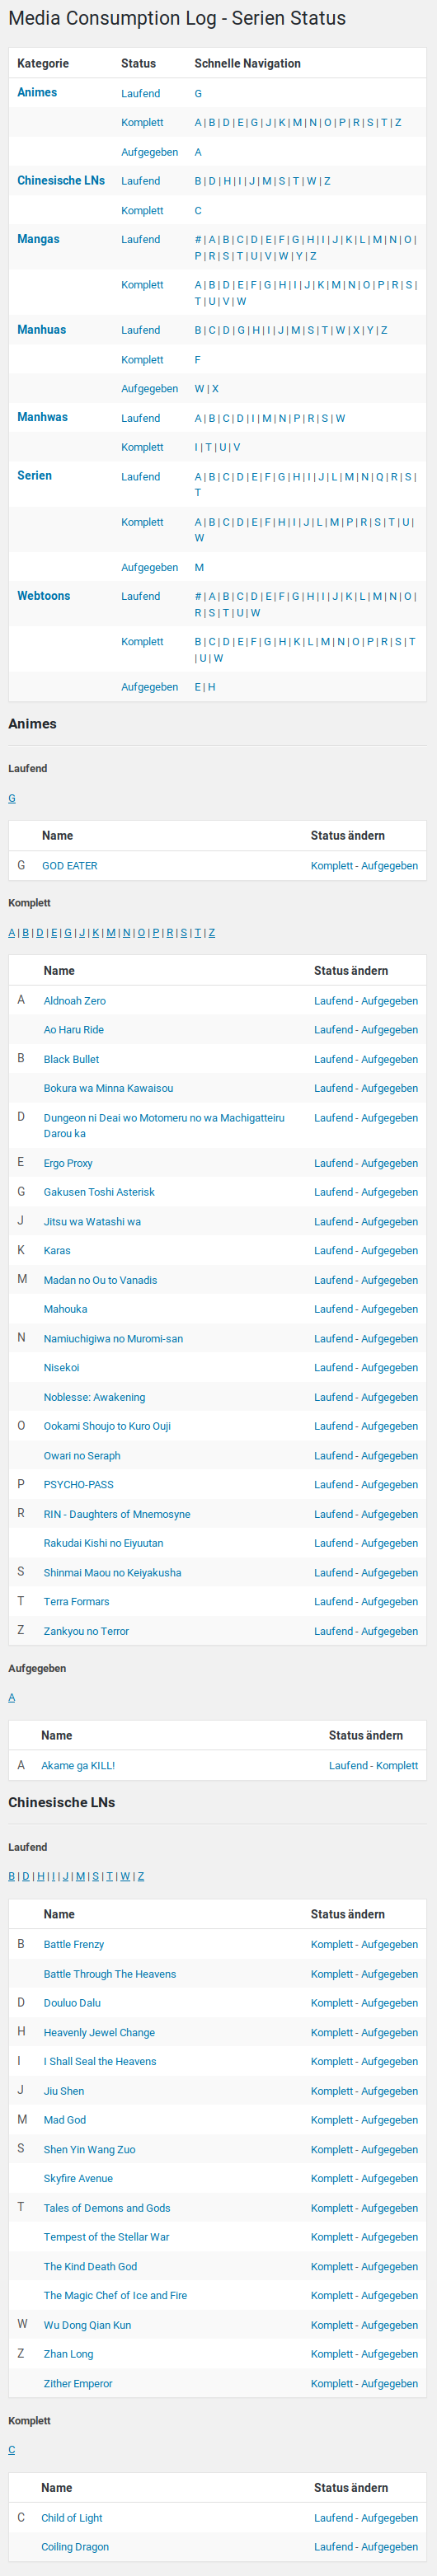 Media Consumption Log - Serien Status
Kategorie Status Schnelle Navigation
Animes Laufend G
Komplett A | B | D | E | G | J | K | M | N | O | P | R | S | T | Z
Aufgegeben A
Chinesische LNs Laufend B | D | H | I | J | M | S | T | W | Z
Komplett C
Mangas Laufend # | A | B | C | D | E | F | G | H | I | J | K | L | M | N | O |
P | R | S | T | U | V | W | Y | Z
Komplett A | B | D | E | F | G | H | I | J | K | M | N | O | P | R | S |
T | U | V | W
Manhuas Laufend B | C | D | G | H | I | J | M | S | T | W | X | Y | Z
Komplett F
Aufgegeben W | X
Manhwas Laufend A | B | C | D | I | M | N | P | R | S | W
Komplett I | T | U | V
Serien Laufend A | B | C | D | E | F | G | H | I | J | L | M | N | Q | R | S |
T
Komplett A | B | C | D | E | F | H | I | J | L | M | P | R | S | T | U |
W
Aufgegeben M
Webtoons Laufend # | A | B | C | D | E | F | G | H | I | J | K | L | M | N | O |
R | S | T | U | W
Komplett B | C | D | E | F | G | H | K | L | M | N | O | P | R | S | T
| U | W
Aufgegeben E | H
Animes
Laufend
G
Name Status ändern
G GOD EATER Komplett - Aufgegeben
Komplett
A | B | D | E | G | J | K | M | N | O | P | R | S | T | Z
Name Status ändern
A Aldnoah Zero Laufend - Aufgegeben
Ao Haru Ride Laufend - Aufgegeben
B Black Bullet Laufend - Aufgegeben
Bokura wa Minna Kawaisou Laufend - Aufgegeben
D Dungeon ni Deai wo Motomeru no wa Machigatteiru Laufend - Aufgegeben
Darou ka
E Ergo Proxy Laufend - Aufgegeben
G Gakusen Toshi Asterisk Laufend - Aufgegeben
J Jitsu wa Watashi wa Laufend - Aufgegeben
K Karas Laufend - Aufgegeben
M Madan no Ou to Vanadis Laufend - Aufgegeben
Mahouka Laufend - Aufgegeben
N Namiuchigiwa no Muromi-san Laufend - Aufgegeben
Nisekoi Laufend - Aufgegeben
Noblesse: Awakening Laufend - Aufgegeben
O Ookami Shoujo to Kuro Ouji Laufend - Aufgegeben
Owari no Seraph Laufend - Aufgegeben
P PSYCHO-PASS Laufend - Aufgegeben
R RIN - Daughters of Mnemosyne Laufend - Aufgegeben
Rakudai Kishi no Eiyuutan Laufend - Aufgegeben
S Shinmai Maou no Keiyakusha Laufend - Aufgegeben
T Terra Formars Laufend - Aufgegeben
Z Zankyou no Terror Laufend - Aufgegeben
Aufgegeben
A
Name Status ändern
A Akame ga KILL! Laufend - Komplett
Chinesische LNs
Laufend
B | D | H | I | J | M | S | T | W | Z
Name Status ändern
B Battle Frenzy Komplett - Aufgegeben
Battle Through The Heavens Komplett - Aufgegeben
D Douluo Dalu Komplett - Aufgegeben
H Heavenly Jewel Change Komplett - Aufgegeben
I I Shall Seal the Heavens Komplett - Aufgegeben
J Jiu Shen Komplett - Aufgegeben
M Mad God Komplett - Aufgegeben
S Shen Yin Wang Zuo Komplett - Aufgegeben
Skyfire Avenue Komplett - Aufgegeben
T Tales of Demons and Gods Komplett - Aufgegeben
Tempest of the Stellar War Komplett - Aufgegeben
The Kind Death God Komplett - Aufgegeben
The Magic Chef of Ice and Fire Komplett - Aufgegeben
W Wu Dong Qian Kun Komplett - Aufgegeben
Z Zhan Long Komplett - Aufgegeben
Zither Emperor Komplett - Aufgegeben
Komplett
C
Name Status ändern
C Child of Light Laufend - Aufgegeben
Coiling Dragon Laufend - Aufgegeben